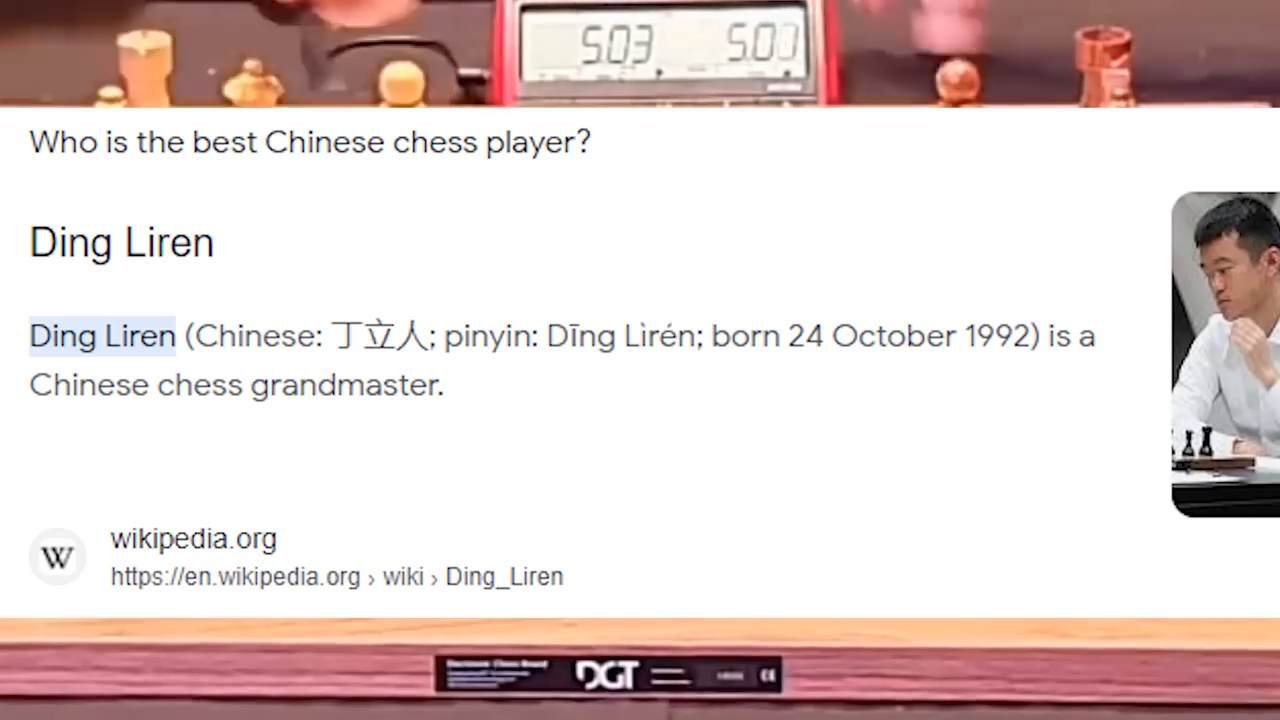 5.03 5.00
Who is the best Chinese chess player?
Ding Liren
Ding Liren (Chinese: 丁立人; pinyin: Dīng Lìrén; born 24 October 1992) is a
Chinese chess grandmaster.
W
wikipedia.org
https://en.wikipedia.org › wiki › Ding_Liren
DGT
CE